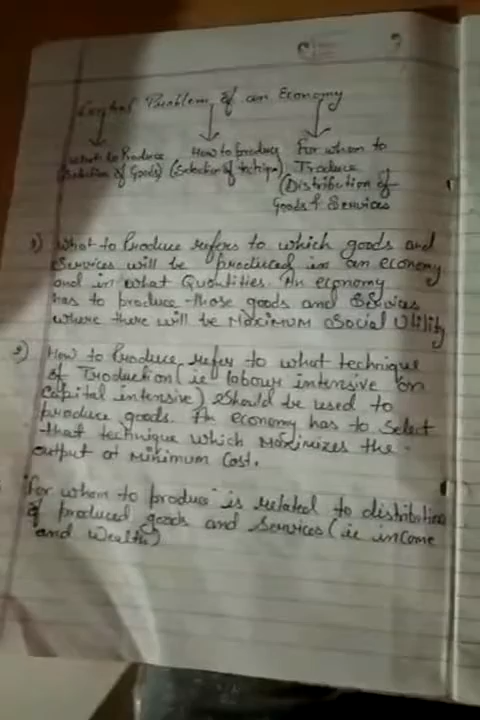 Central Problem of an Economy
What to Produce
(Selection of Goods)
How to produce
(Selection of techique)
For whom to
Produce
(Distribution of
Goods & Services
1) What to Produce refers to which goods and
Services will be produced in an economy
and in what Quantities. An economy
has to produce those goods and Services
where there will be Maximum Social Utility
2) How to Produce refer to what technique
of Production (ie labour intensive or
Capital intensive) should be used to
produce goods. An economy has to select
that technique which Maximizes the
output at Minimum Cost.
"For whom to produce" is related to distribution
of produced goods and Services (ie income
and Wealth)